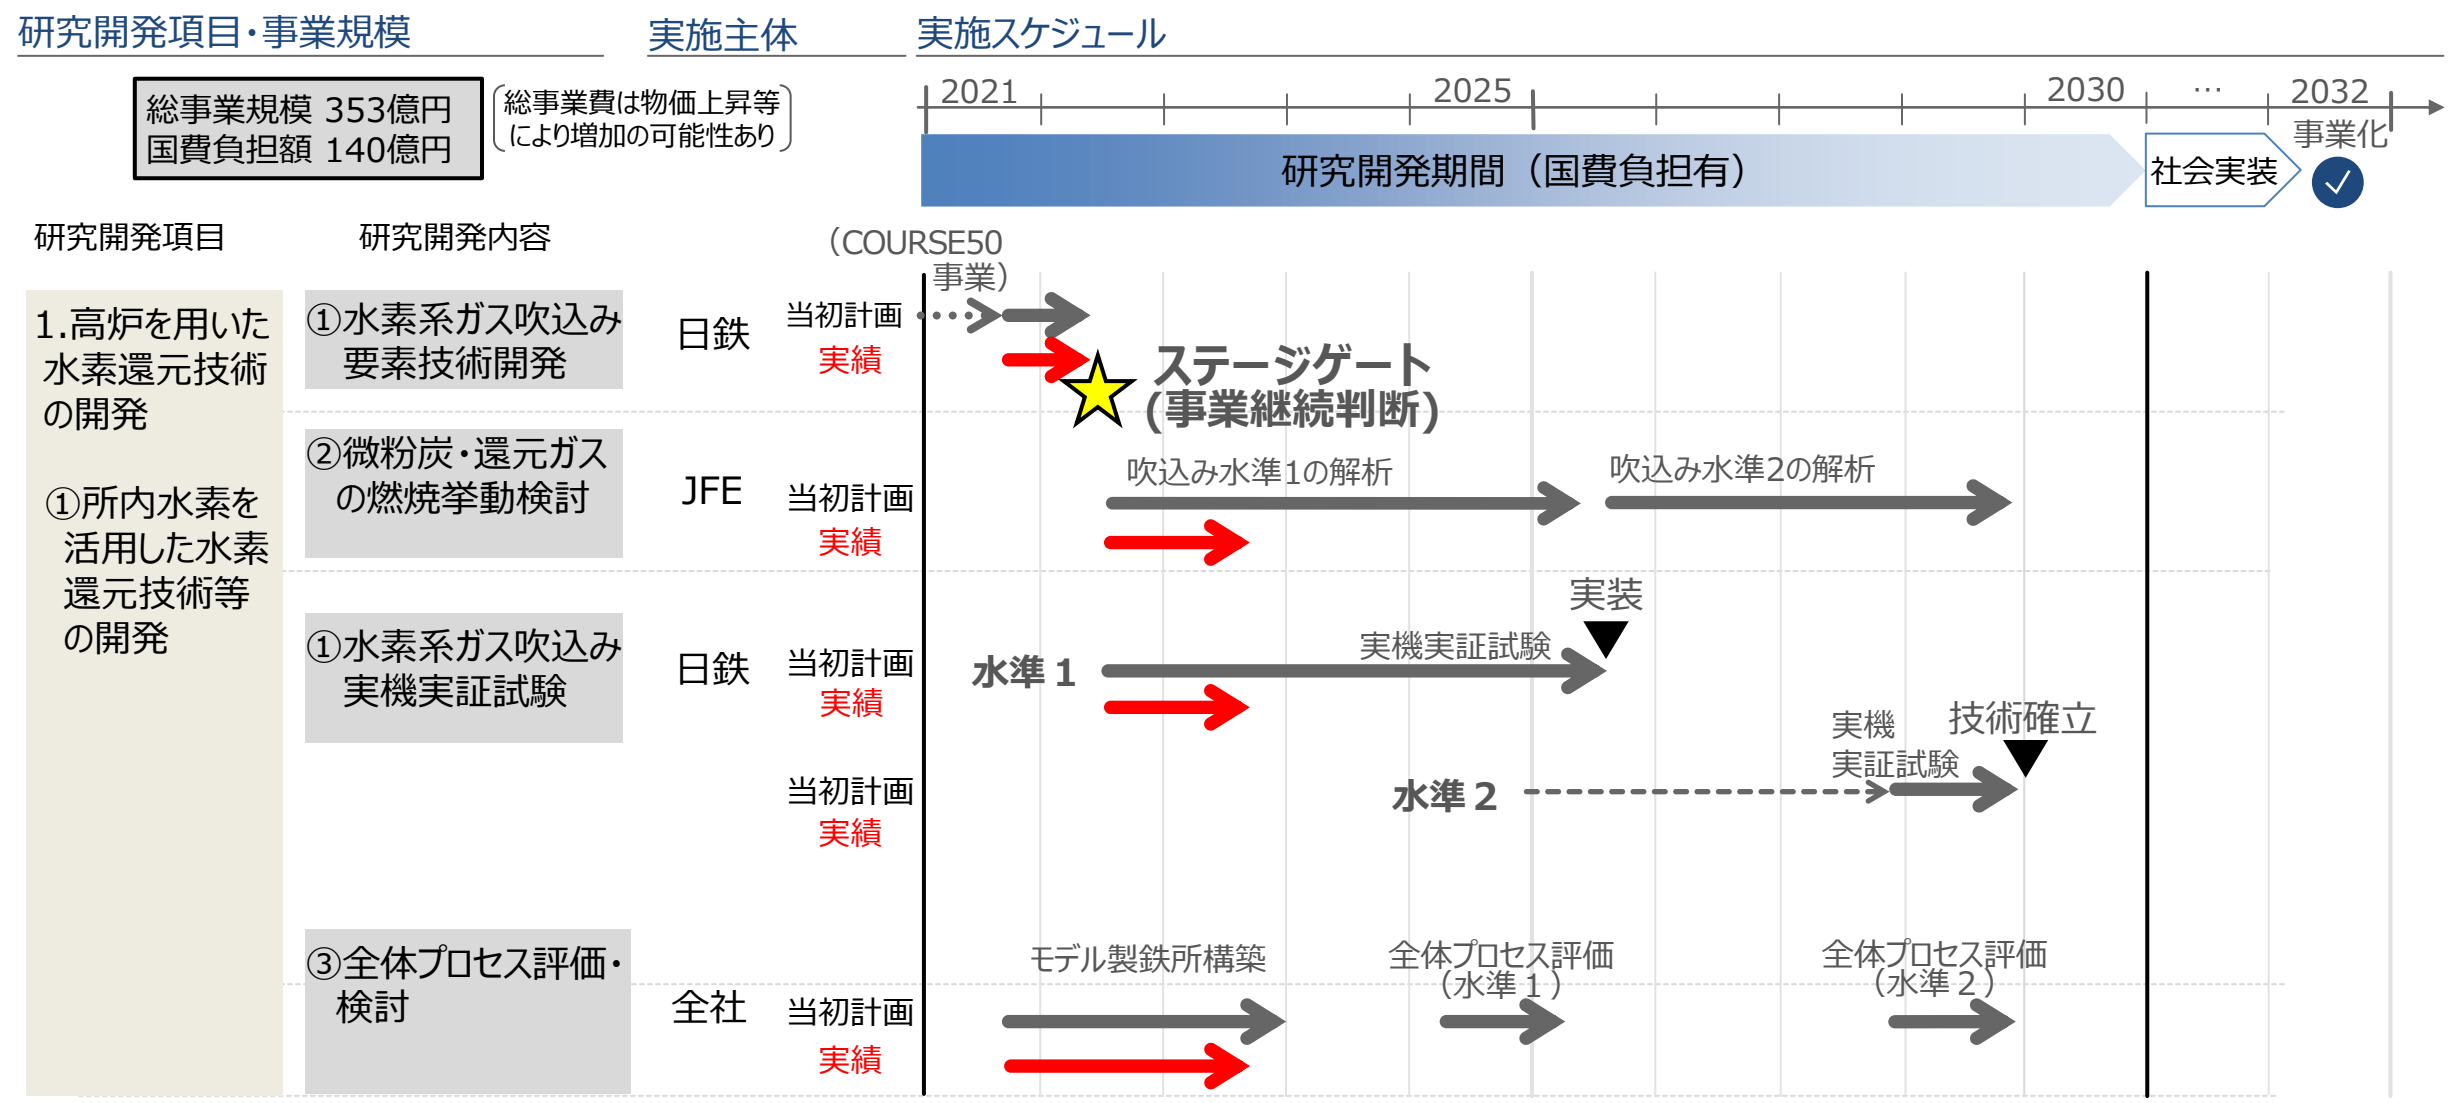 研究開発項目・事業規模
実施主体
実施スケジュール
総事業規模 353億円
国費負担額 140億円
総事業費は物価上昇等
により増加の可能性あり
2021
2025
2030
…
2032
事業化
研究開発期間（国費負担有）
社会実装
研究開発項目
研究開発内容
（COURSE50
事業）
1.高炉を用いた
水素還元技術
の開発
①所内水素を
活用した水素
還元技術等
の開発
①水素系ガス吹込み
要素技術開発
日鉄
当初計画
実績
ステージゲート
(事業継続判断)
②微粉炭・還元ガス
の燃焼挙動検討
JFE
当初計画
実績
吹込み水準1の解析
吹込み水準2の解析
①水素系ガス吹込み
実機実証試験
日鉄
当初計画
実績
水準１
実機実証試験
実装
当初計画
実績
水準２
実機
実証試験
技術確立
③全体プロセス評価・
検討
全社
当初計画
実績
モデル製鉄所構築
全体プロセス評価
（水準１）
全体プロセス評価
（水準２）